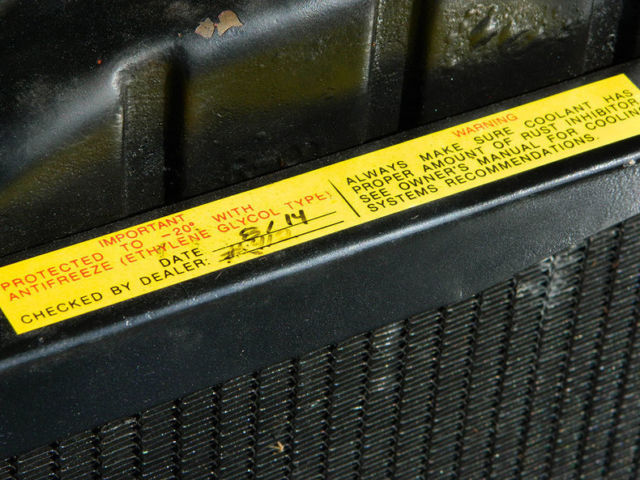 IMPORTANT
PROTECTED TO -20° WITH
ANTIFREEZE (ETHYLENE GLYCOL TYPE)
DATE 8/14
CHECKED BY DEALER:
WARNING
ALWAYS MAKE SURE COOLANT HAS
PROPER AMOUNT OF RUST INHIBITOR
SEE OWNER'S MANUAL FOR COOLIN
SYSTEMS RECOMMENDATIONS.